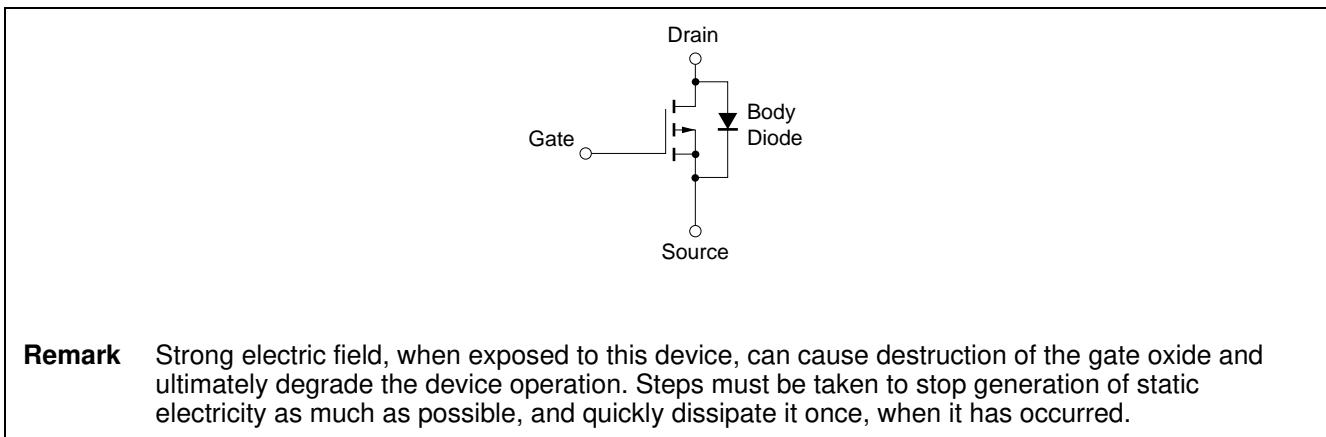 Drain
Body
Diode
Gate
Source
Remark Strong electric field, when exposed to this device, can cause destruction of the gate oxide and
ultimately degrade the device operation. Steps must be taken to stop generation of static
electricity as much as possible, and quickly dissipate it once, when it has occurred.